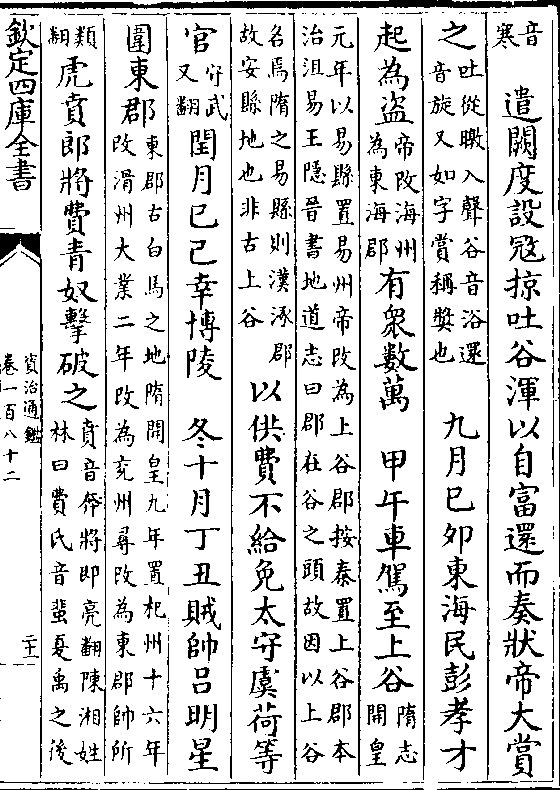 音
寒　遣闕度設冦掠吐谷渾以自富還而奏狀帝大賞
之吐從暾入聲谷音浴還
音旋又如字賞稱奬也　九月己夘東海民彭孝才
起為盗帝改海州
為東海郡有衆數萬　甲午車駕至上谷隋志
開皇
元年以易縣置易州帝改為上谷郡按秦置上谷郡本
治沮易王隱晉書地道志曰郡在谷之頭故因以上谷
名焉隋之易縣則漢涿郡
故安縣地也非古上谷　以供費不給免太守虞荷等
官守武
又翻閏月己巳幸博陵　冬十月丁丑賊帥吕明星
圍東郡東郡古白馬之地隋開皇九年置杞州十六年
改滑州大業二年改為兖州尋改為東郡帥所
類
翻虎賁郎將費青奴擊破之賁音奔將即亮翻陳湘姓
林曰費氏音蜚夏禹之後
欽定四庫全書
資治通鑑
卷一百八十二
二十一